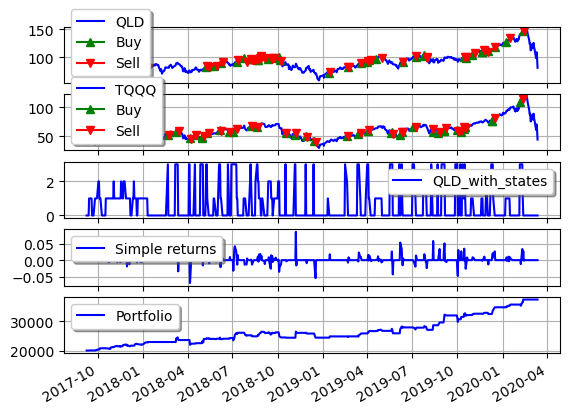 150
100
QLD
Buy
Sell
100
50
TQQQ
Buy
Sell
2
0
QLD_with_states
0.05
0.00
−0.05
Simple returns
30000
20000
Portfolio
2017-10
2018-01
2018-04
2018-07
2018-10
2019-01
2019-04
2019-07
2019-10
2020-01
2020-04